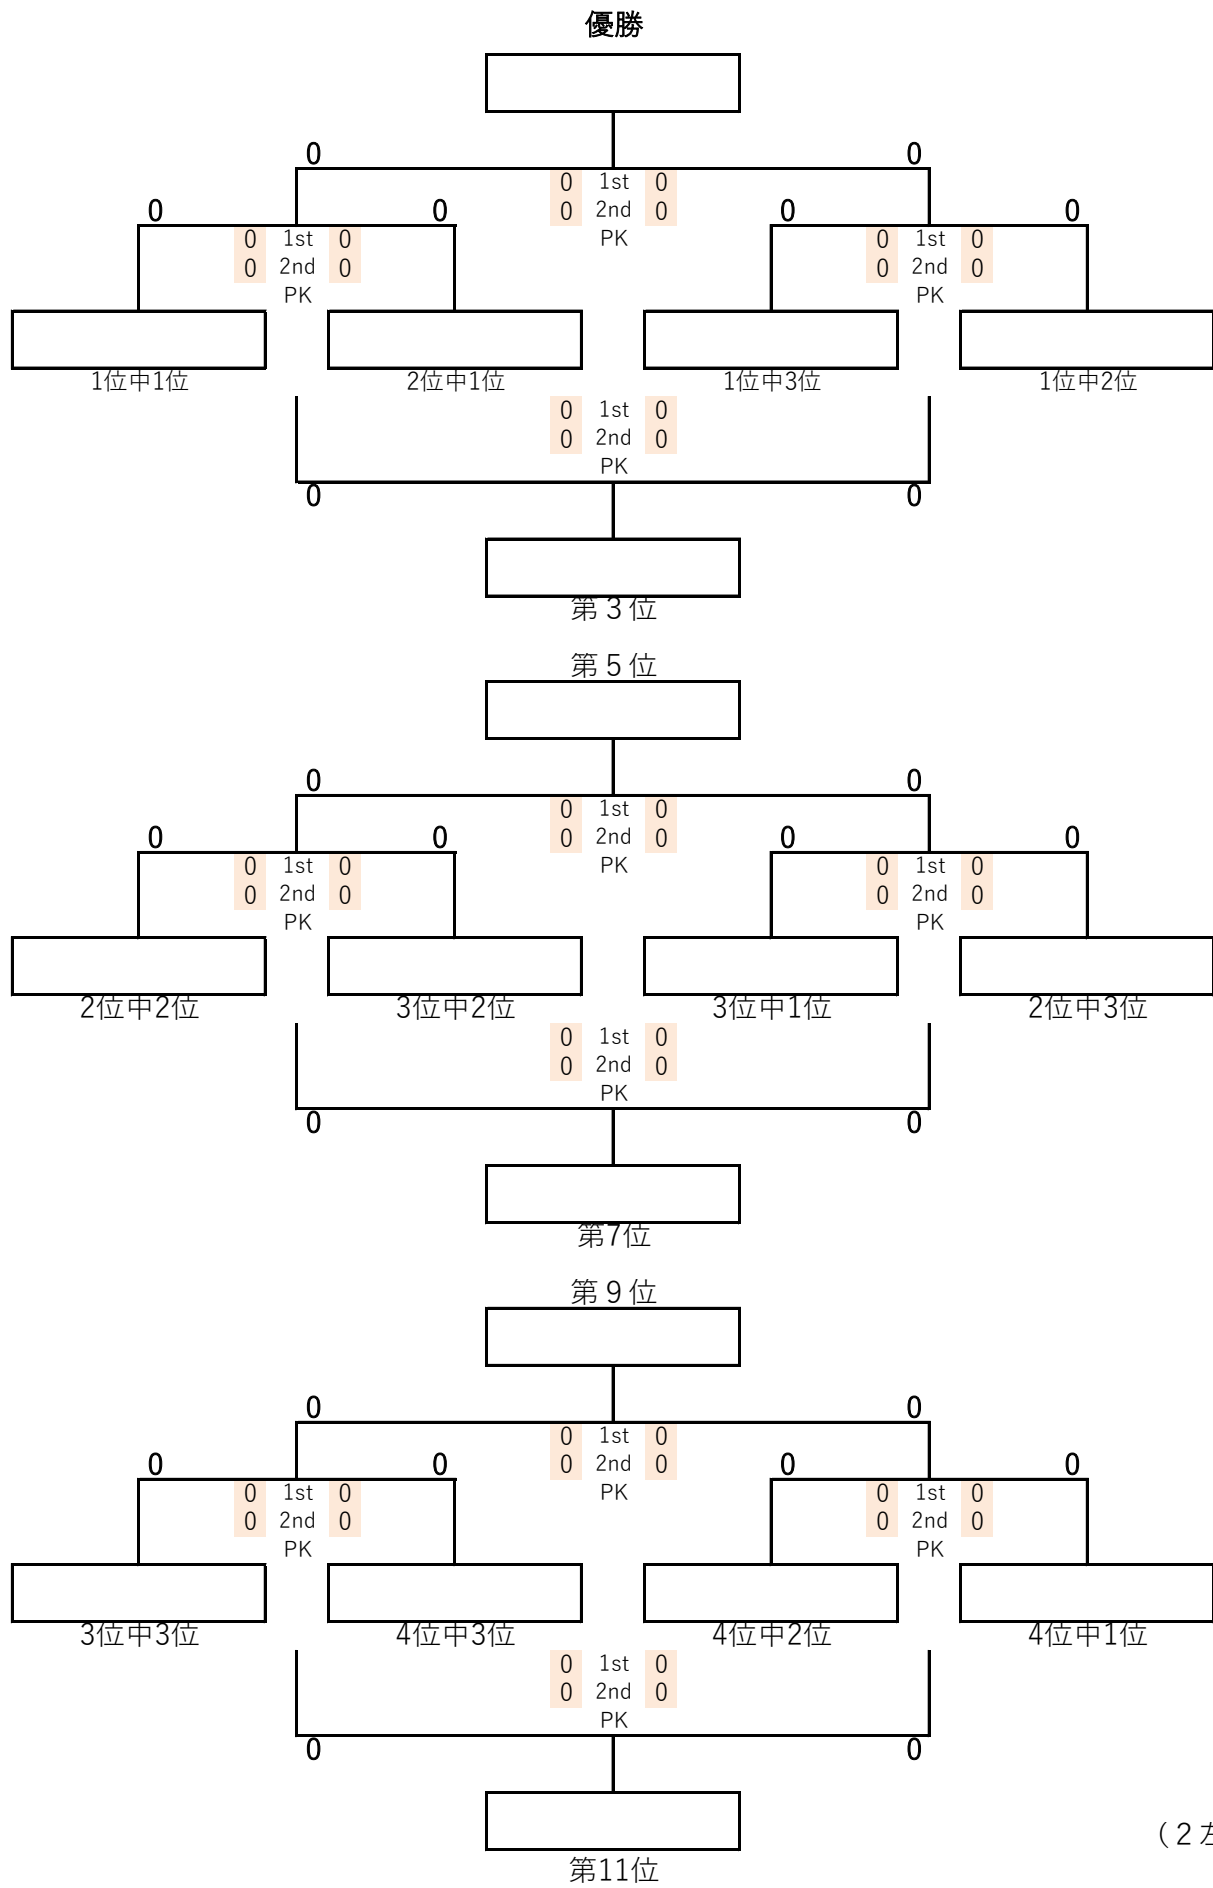 優勝
0 0
0 1st 0
0 0 0 2nd 0 0 0
0 1st 0 PK 0 1st 0
0 2nd 0 0 2nd 0
PK PK
1位中1位 2位中1位 1位中3位 1位中2位
0 1st 0
0 2nd 0
PK
0 0
第３位
第５位
0 0
0 1st 0
0 0 0 2nd 0 0 0
0 1st 0 PK 0 1st 0
0 2nd 0 0 2nd 0
PK PK
2位中2位 3位中2位 3位中1位 2位中3位
0 1st 0
0 2nd 0
PK
0 0
第7位
第９位
0 0
0 1st 0
0 0 0 2nd 0 0 0
0 1st 0 PK 0 1st 0
0 2nd 0 0 2nd 0
PK PK
3位中3位 4位中3位 4位中2位 4位中1位
0 1st 0
0 2nd 0
PK
0 0
（２
第11位